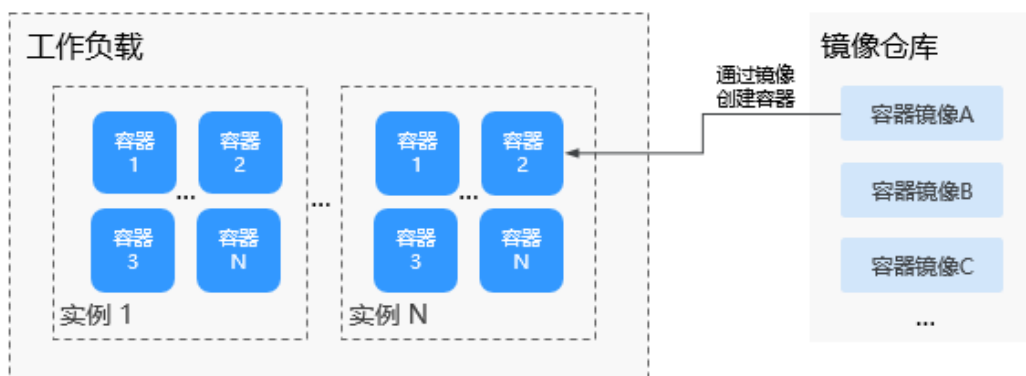 工作负载
容器
1
容器
2
...
容器
3
容器
N
实例 1
...
容器
1
容器
2
...
容器
3
容器
N
实例 N
通过镜像
创建容器
镜像仓库
容器镜像A
容器镜像B
容器镜像C
...